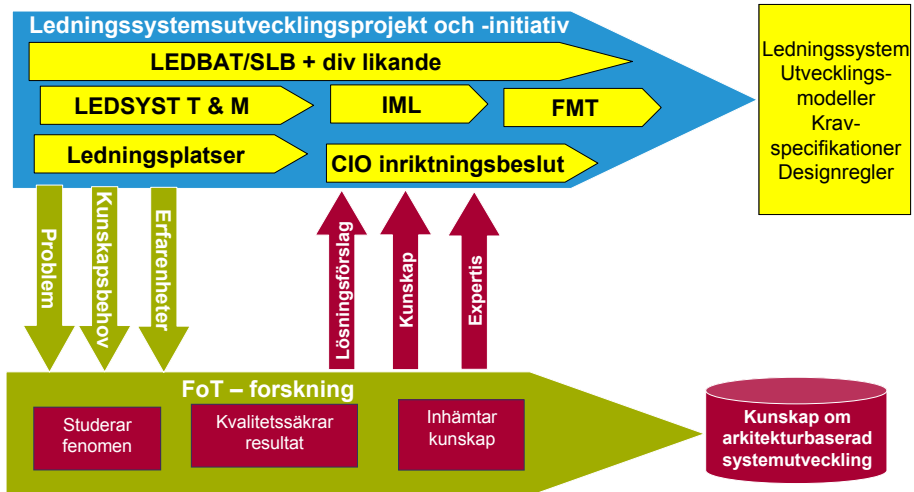 Ledningssystemsutvecklingsprojekt och -initiativ
LEDBAT/SLB + div likande
LEDSYST T & M
IML
FMT
Ledningsplatser
CIO inriktningsbeslut
Ledningssystem
Utvecklings-
modeller
Krav-
specifikationer
Designregler
Problem
Kunskapsbehov
Erfarenheter
Lösningsförslag
Kunskap
Expertis
FoT – forskning
Studerar
fenomen
Kvalitetssäkrar
resultat
Inhämtar
kunskap
Kunskap om
arkitekturbaserad
systemutveckling